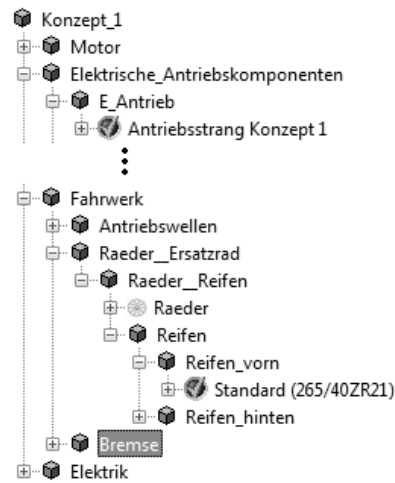 Konzept_1
Motor
Elektrische_Antriebskomponenten
E_Antrieb
Antriebsstrang Konzept 1
Fahrwerk
Antriebswellen
Raeder__Ersatzrad
Raeder__Reifen
Raeder
Reifen
Reifen_vorn
Standard (265/40ZR21)
Reifen_hinten
Bremse
Elektrik